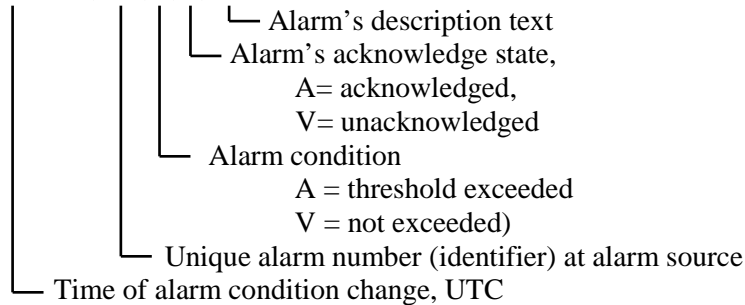 Alarm’s description text
Alarm’s acknowledge state,
A= acknowledged,
V= unacknowledged
Alarm condition
A = threshold exceeded
V = not exceeded)
Unique alarm number (identifier) at alarm source
Time of alarm condition change, UTC